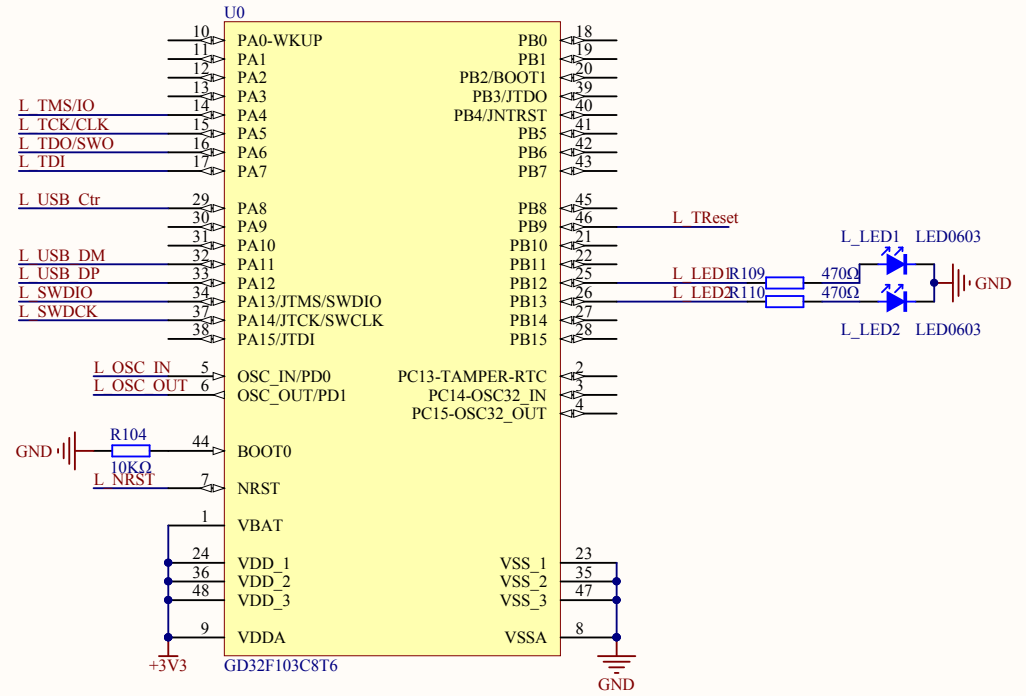 U0
10 PA0-WKUP PB0 18
11 PA1 PB1 19
12 PA2 PB2/BOOT1 20
13 PA3 PB3/JTDO 39
L_TMS/IO 14 PA4 PB4/JNTRST 40
L_TCK/CLK 15 PA5 PB5 41
L_TDO/SWO 16 PA6 PB6 42
L_TDI 17 PA7 PB7 43
L_USB_Ctr 29 PA8 PB8 45
30 PA9 PB9 46 L_TReset
31 PA10 PB10 21
L_LED1 LED0603
L_USB_DM 32 PA11 PB11 22
L_USB_DP 33 PA12 PB12 25 L_LED1 R109 470Ω GND
L_SWDIO 34 PA13/JTMS/SWDIO PB13 26 L_LED2 R110 470Ω
L_SWDCK 37 PA14/JTCK/SWCLK PB14 27
L_LED2 LED0603
38 PA15/JTDI PB15 28
L_OSC_IN 5 OSC_IN/PD0 PC13-TAMPER-RTC 2
L_OSC_OUT 6 OSC_OUT/PD1 PC14-OSC32_IN 3
PC15-OSC32_OUT 4
R104
GND 44 BOOT0
10KΩ
L_NRST 7 NRST
1 VBAT
24 VDD_1 VSS_1 23
36 VDD_2 VSS_2 35
48 VDD_3 VSS_3 47
9 VDDA VSSA 8
+3V3 GD32F103C8T6
GND